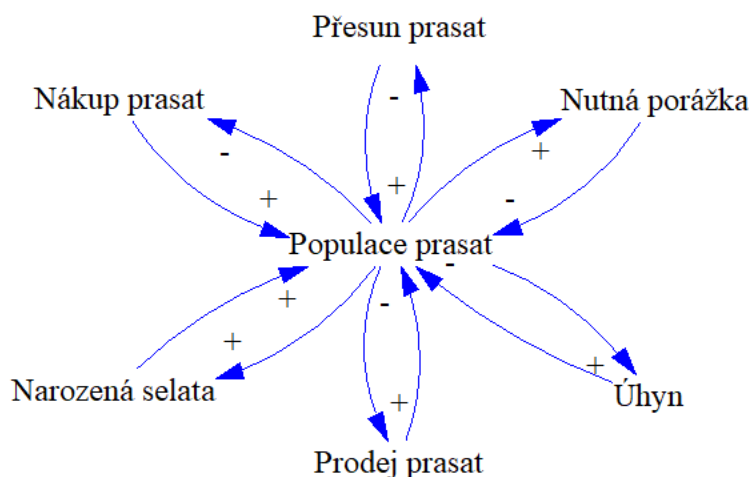 Přesun prasat
Nákup prasat
-
Nutná porážka
-
+
+
+
-
Populace prasat
-
+
-
+
+
Narozená selata
+
Úhyn
Prodej prasat